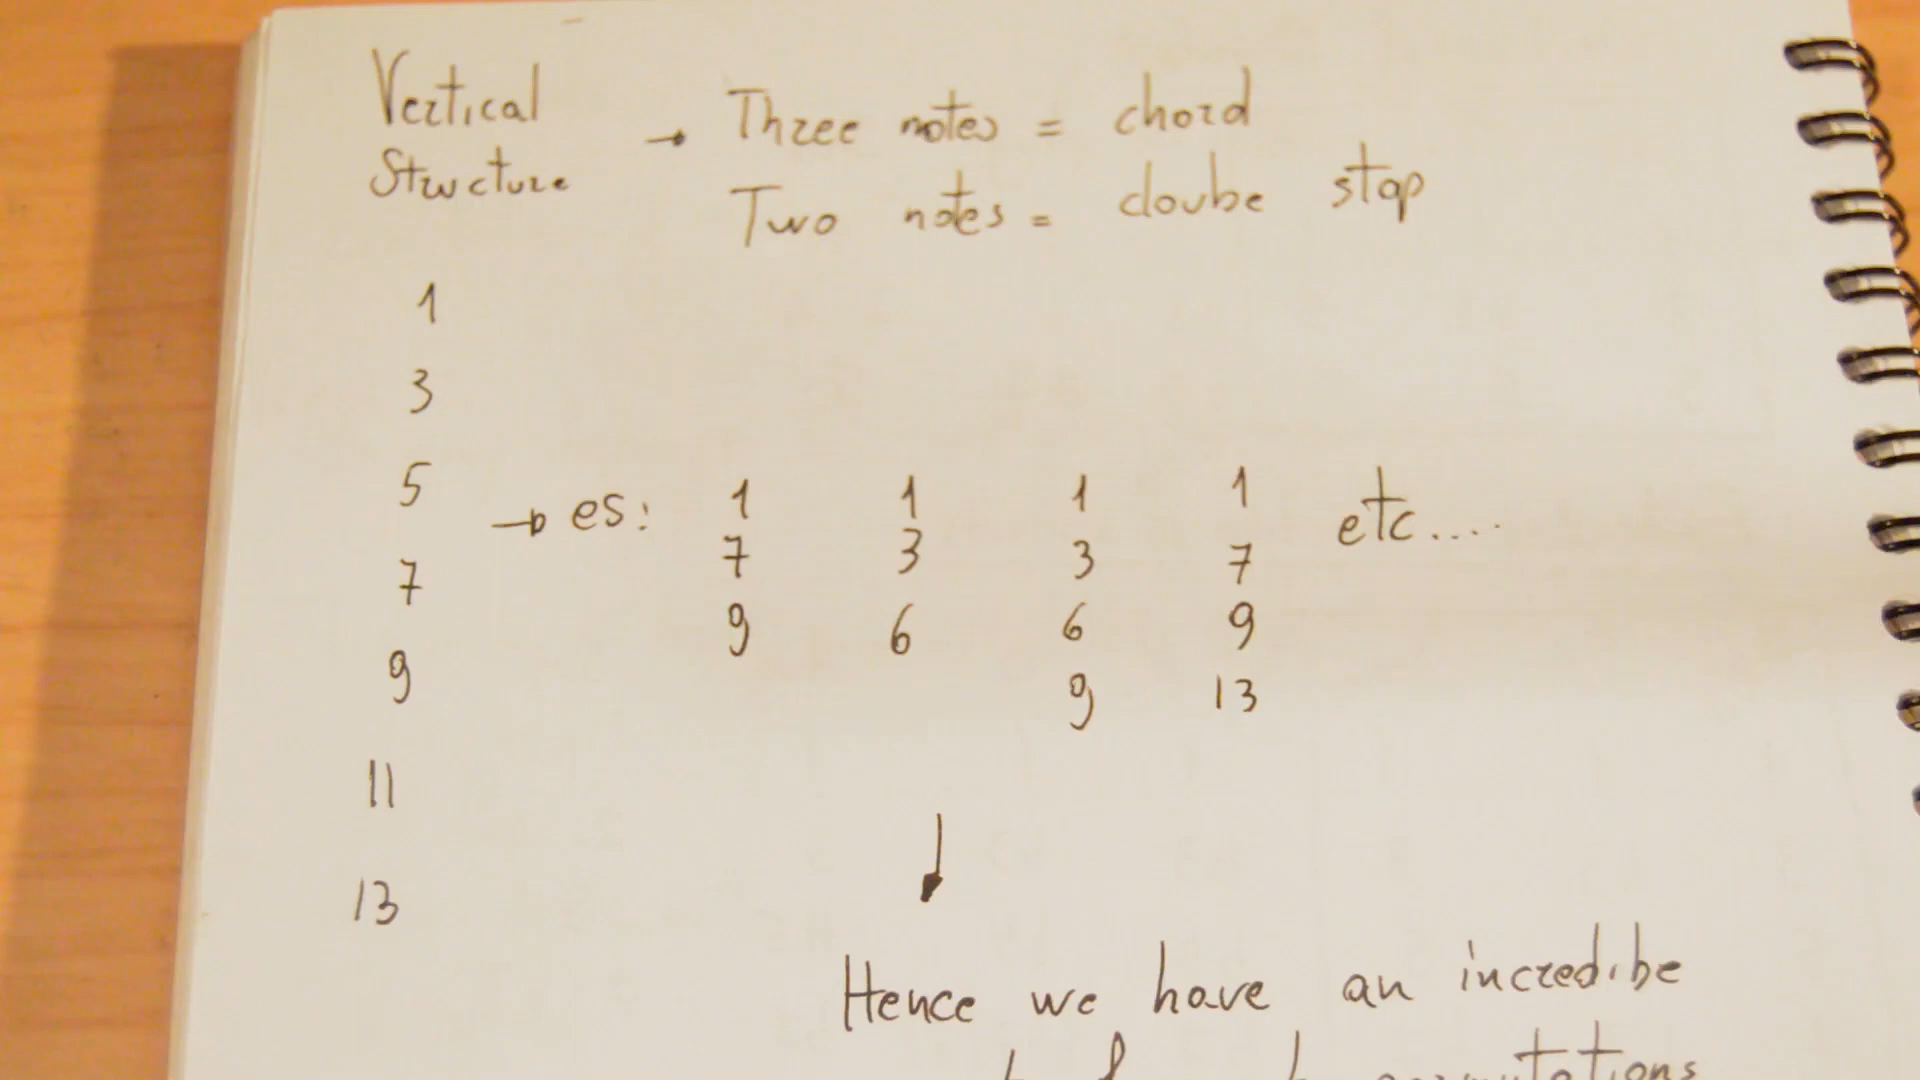 Vertical
Structure
→ Three notes = chord
Two notes = doube stop
1
3
5
7
9
11
13
→ es:
1 1 1 1 etc....
7 3 3 7
9 6 6 9
9 13
↓
Hence we have an incredibe
permutations